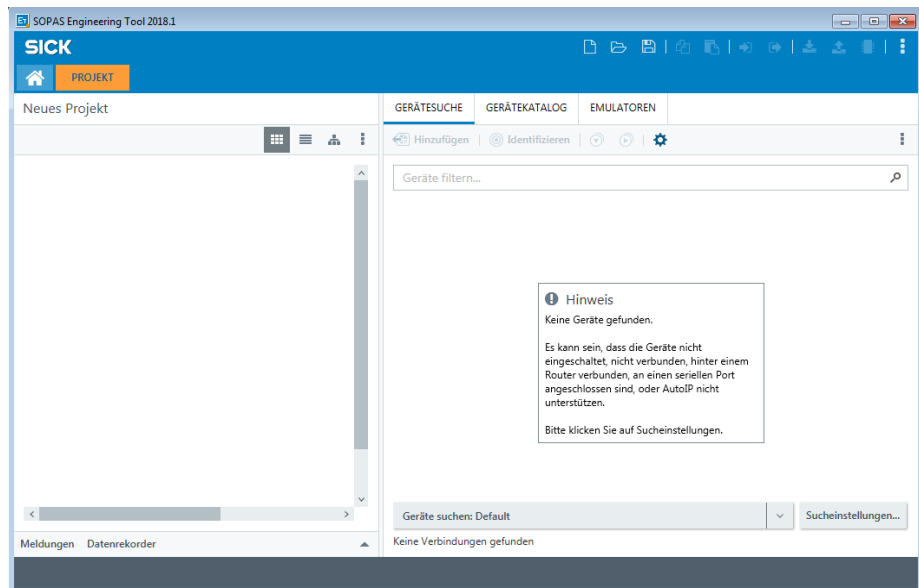 SOPAS Engineering Tool 2018.1
SICK
PROJEKT
Neues Projekt
GERÄTESUCHE GERÄTEKATALOG EMULATOREN
Hinzufügen Identifizieren
Geräte filtern...
Hinweis
Keine Geräte gefunden.
Es kann sein, dass die Geräte nicht
eingeschaltet, nicht verbunden, hinter einem
Router verbunden, an einen seriellen Port
angeschlossen sind, oder AutoIP nicht
unterstützen.
Bitte klicken Sie auf Sucheinstellungen.
Geräte suchen: Default
Sucheinstellungen...
Meldungen Datenrekorder
Keine Verbindungen gefunden